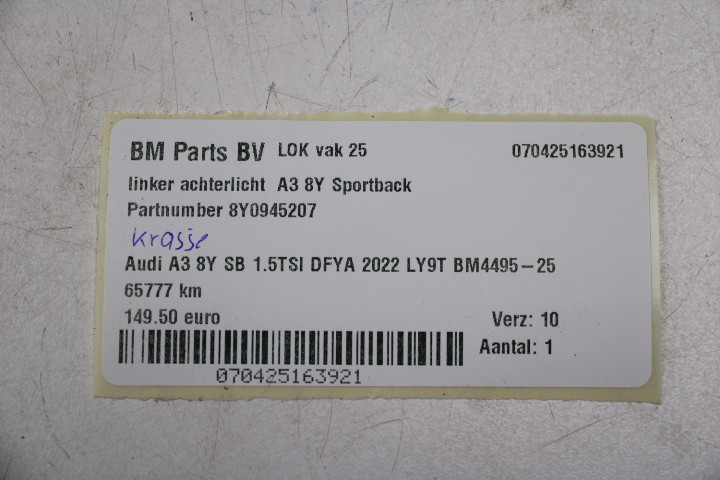 BM Parts BV LOK vak 25 070425163921
linker achterlicht A3 8Y Sportback
Partnumber 8Y0945207
krasse
Audi A3 8Y SB 1.5TSI DFYA 2022 LY9T BM4495-25
65777 km
149.50 euro Verz: 10
Aantal: 1
070425163921